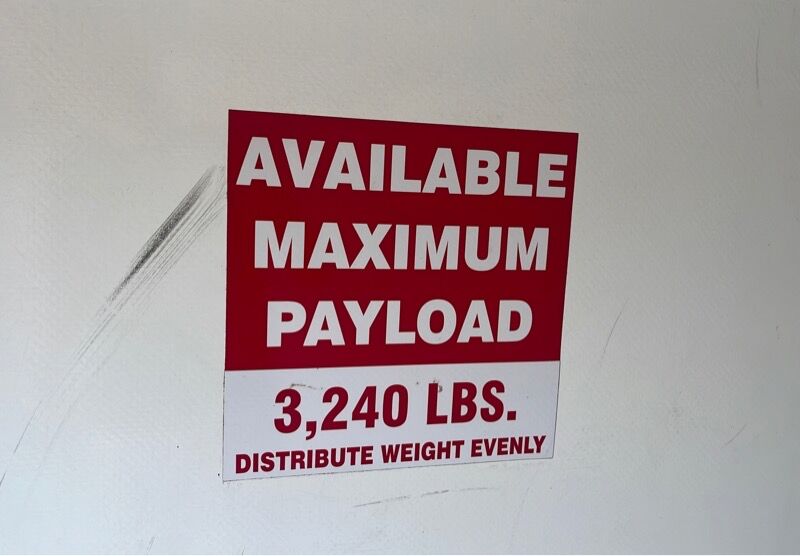 AVAILABLE
MAXIMUM
PAYLOAD
3,240 LBS.
DISTRIBUTE WEIGHT EVENLY